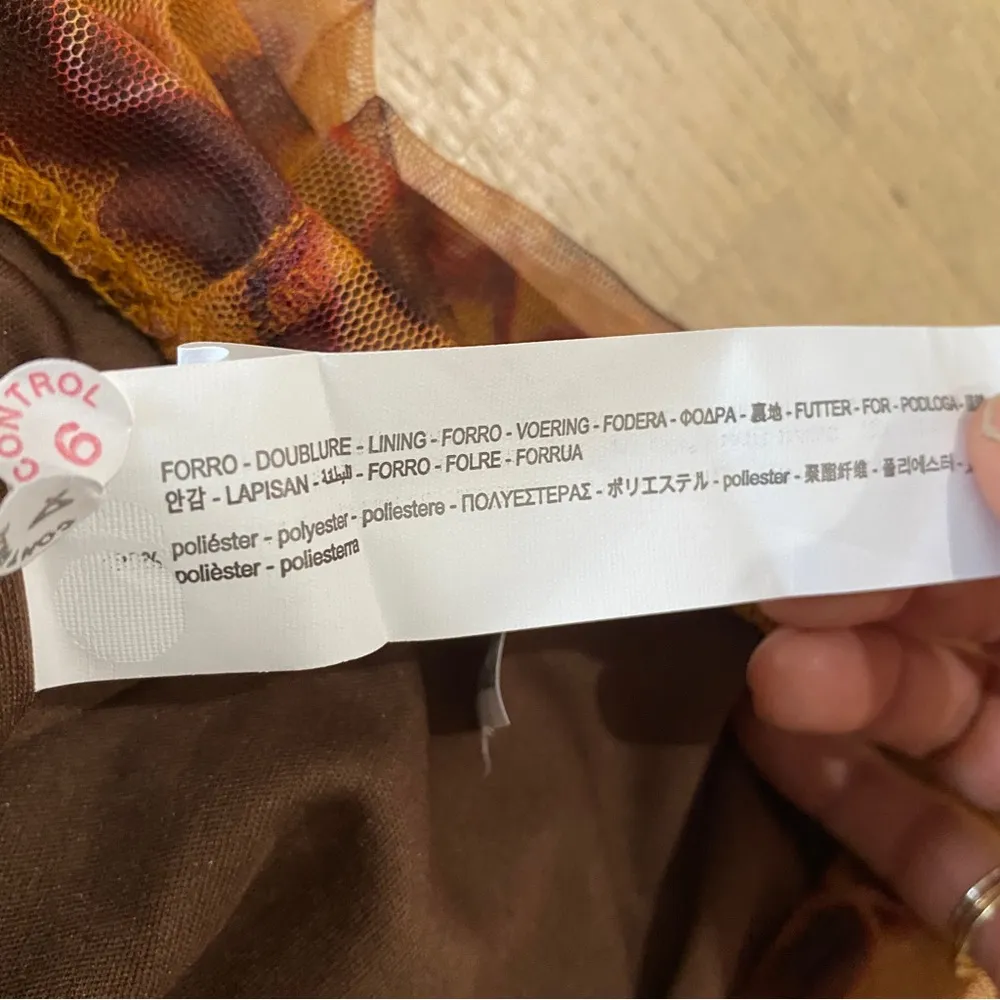 CONTROL
6
FORRO - DOUBLURE - LINING - FORRO - VOERING - FODERA - ΦΟΔΡΑ - 裏地 - FUTTER - FOR - PODLOGA -
안감 - LAPISAN - البطانة - FORRO - FOLRE - FORRUA
poliéster - polyester - poliestere - ΠΟΛΥΕΣΤΕΡΑΣ - ポリエステル - poliester - 聚酯纤维 - 폴리에스터 -
polièster - poliesterra